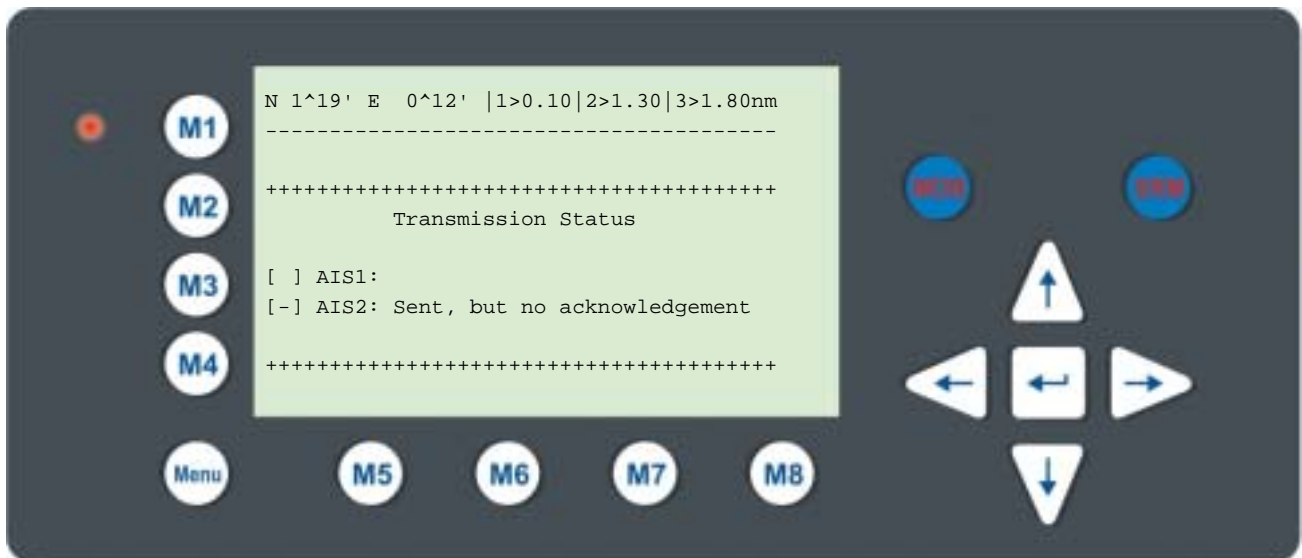 N 1^19' E 0^12' |1>0.10|2>1.30|3>1.80nm
----------------------------------------
++++++++++++++++++++++++++++++++++++++++
Transmission Status
[ ] AIS1:
[-] AIS2: Sent, but no acknowledgement
++++++++++++++++++++++++++++++++++++++++
M1
M2
M3
M4
Menu
M5
M6
M7
M8